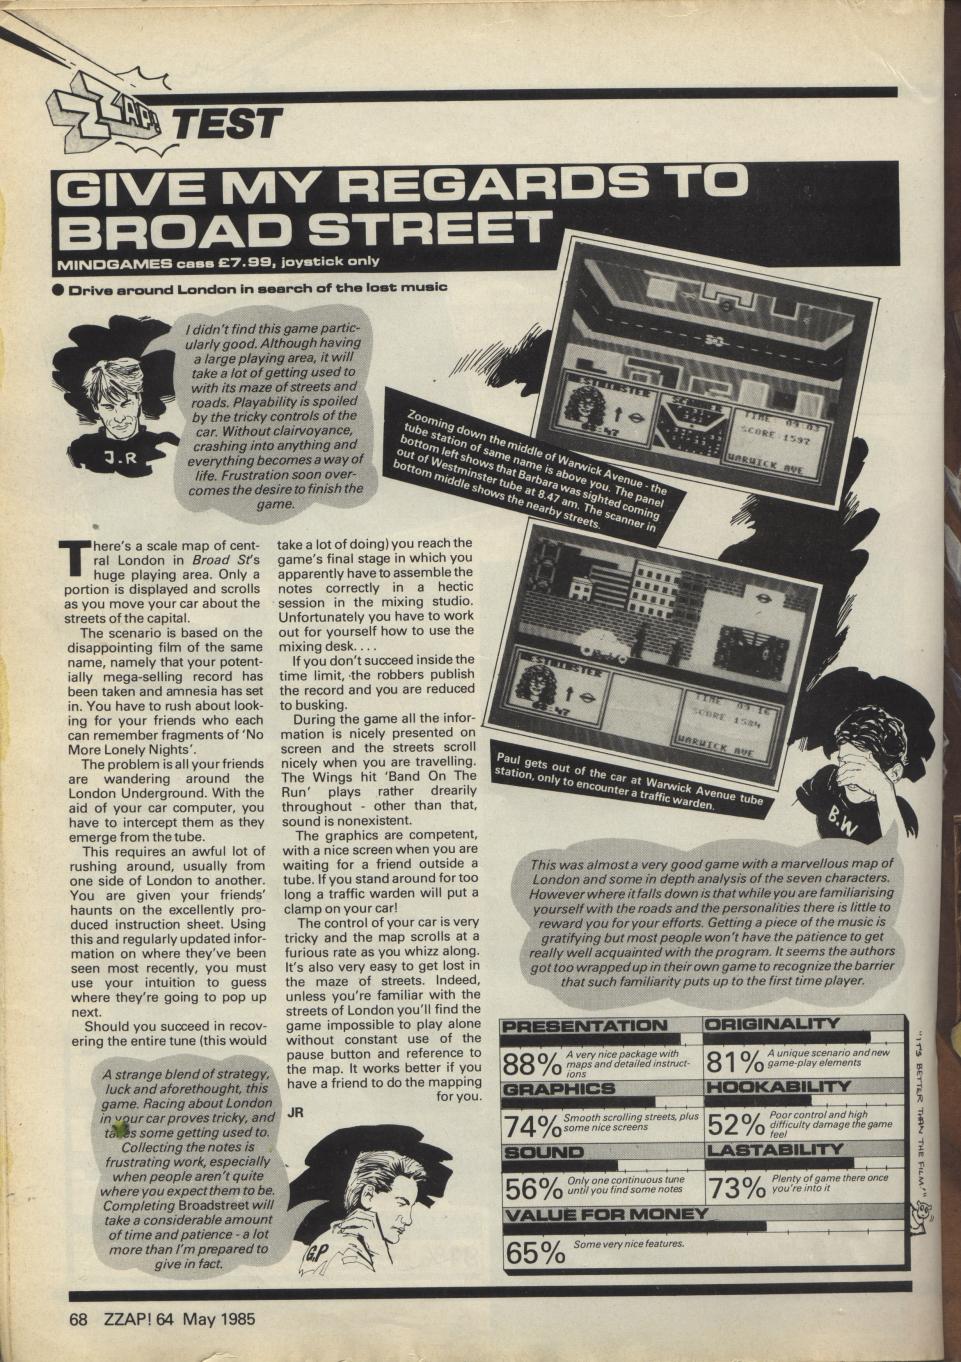 ZZAP! TEST
GIVE MY REGARDS TO
BROAD STREET
MINDGAMES cass £7.99, joystick only
● Drive around London in search of the lost music
I didn't find this game partic-
ularly good. Although having
a large playing area, it will
take a lot of getting used to
with its maze of streets and
roads. Playability is spoiled
by the tricky controls of the
car. Without clairvoyance,
crashing into anything and
everything becomes a way of
life. Frustration soon over-
comes the desire to finish the
game.
J.R
30
WESTMINSTER
SCANNER
TIME
09:03
SCORE 1592
WARWICK AVE
08:47
Zooming down the middle of Warwick Avenue - the
tube station of same name is above you. The panel
bottom left shows that Barbara was sighted coming
out of Westminster tube at 8.47 am. The scanner in
bottom middle shows the nearby streets.
There's a scale map of cent-
ral London in Broad St's
huge playing area. Only a
portion is displayed and scrolls
as you move your car about the
streets of the capital.
The scenario is based on the
disappointing film of the same
name, namely that your potent-
ially mega-selling record has
been taken and amnesia has set
in. You have to rush about look-
ing for your friends who each
can remember fragments of 'No
More Lonely Nights'.
The problem is all your friends
are wandering around the
London Underground. With the
aid of your car computer, you
have to intercept them as they
emerge from the tube.
This requires an awful lot of
rushing around, usually from
one side of London to another.
You are given your friends'
haunts on the excellently pro-
duced instruction sheet. Using
this and regularly updated infor-
mation on where they've been
seen most recently, you must
use your intuition to guess
where they're going to pop up
next.
Should you succeed in recov-
ering the entire tune (this would
take a lot of doing) you reach the
game's final stage in which you
apparently have to assemble the
notes correctly in a hectic
session in the mixing studio.
Unfortunately you have to work
out for yourself how to use the
mixing desk. . . .
If you don't succeed inside the
time limit, the robbers publish
the record and you are reduced
to busking.
During the game all the infor-
mation is nicely presented on
screen and the streets scroll
nicely when you are travelling.
The Wings hit 'Band On The
Run' plays rather drearily
throughout - other than that,
sound is nonexistent.
The graphics are competent,
with a nice screen when you are
waiting for a friend outside a
tube. If you stand around for too
long a traffic warden will put a
clamp on your car!
The control of your car is very
tricky and the map scrolls at a
furious rate as you whizz along.
It's also very easy to get lost in
the maze of streets. Indeed,
unless you're familiar with the
streets of London you'll find the
game impossible to play alone
without constant use of the
pause button and reference to
the map. It works better if you
have a friend to do the mapping
for you.
JR
WESTMINSTER
08:47
TIME 09:16
SCORE 1584
WARWICK AVE
Paul gets out of the car at Warwick Avenue tube
station, only to encounter a traffic warden.
B.W
This was almost a very good game with a marvellous map of
London and some in depth analysis of the seven characters.
However where it falls down is that while you are familiarising
yourself with the roads and the personalities there is little to
reward you for your efforts. Getting a piece of the music is
gratifying but most people won't have the patience to get
really well acquainted with the program. It seems the authors
got too wrapped up in their own game to recognize the barrier
that such familiarity puts up to the first time player.
A strange blend of strategy,
luck and aforethought, this
game. Racing about London
in your car proves tricky, and
takes some getting used to.
Collecting the notes is
frustrating work, especially
when people aren't quite
where you expect them to be.
Completing Broadstreet will
take a considerable amount
of time and patience - a lot
more than I'm prepared to
give in fact.
G.P
PRESENTATION
88% A very nice package with
maps and detailed instruct-
ions
ORIGINALITY
81% A unique scenario and new
game-play elements
GRAPHICS
74% Smooth scrolling streets, plus
some nice screens
HOOKABILITY
52% Poor control and high
difficulty damage the game
feel
SOUND
56% Only one continuous tune
until you find some notes
LASTABILITY
73% Plenty of game there once
you're into it
VALUE FOR MONEY
65% Some very nice features.
"IT'S BETTER THAN THE FILM!"
68 ZZAP! 64 May 1985